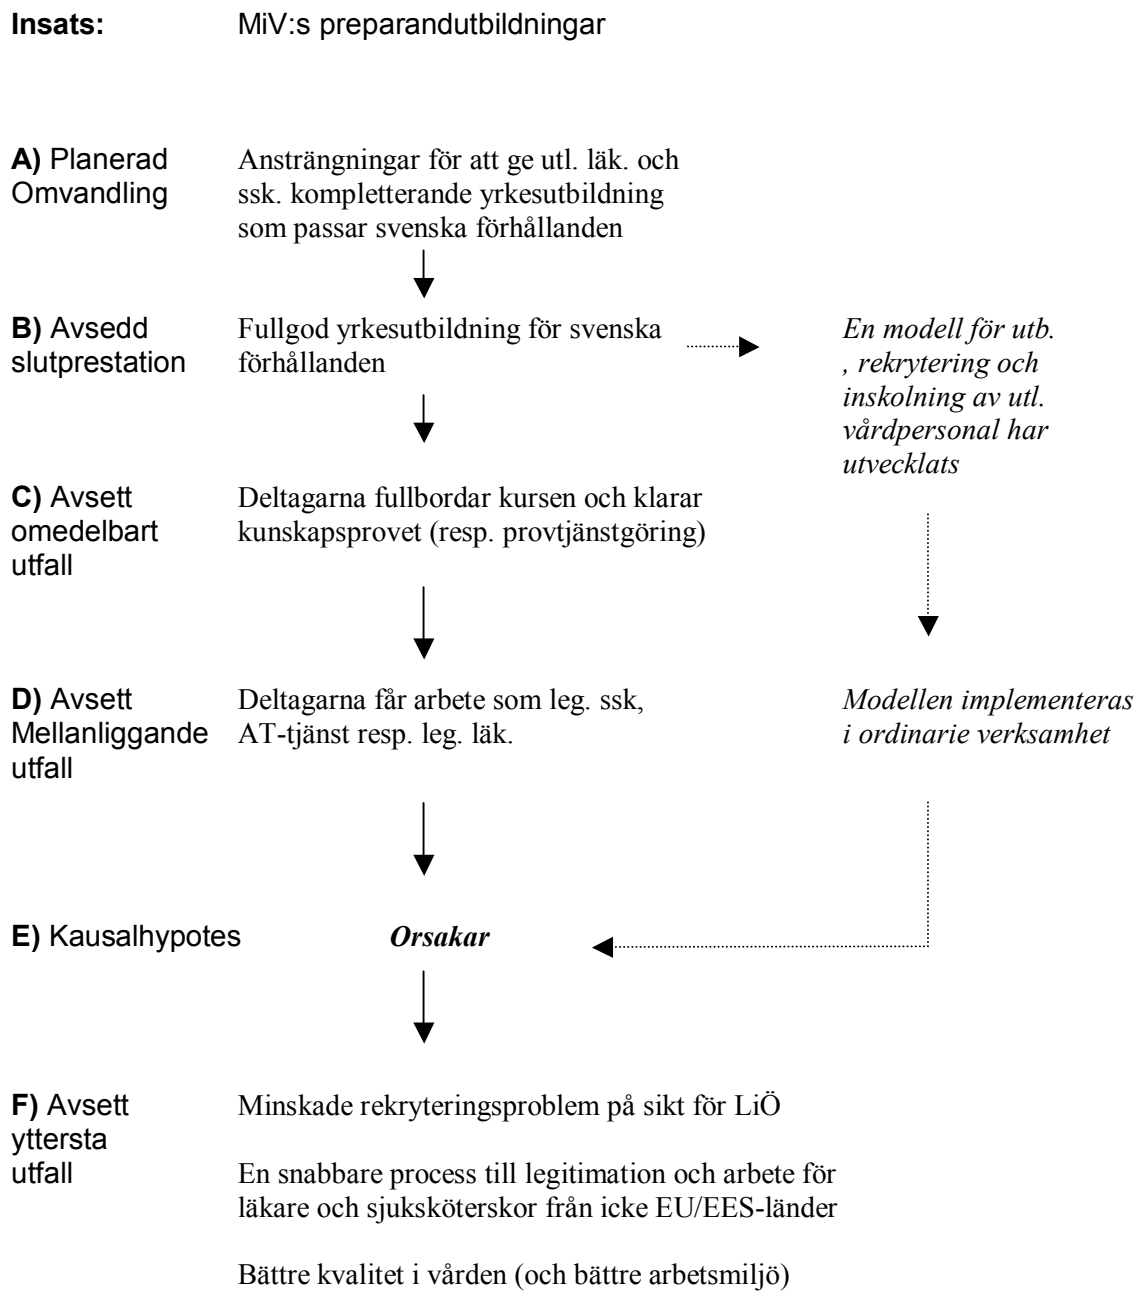 Insats: MiV:s preparandutbildningar
A) Planerad
Omvandling
Ansträngningar för att ge utl. läk. och
ssk. kompletterande yrkesutbildning
som passar svenska förhållanden
B) Avsedd
slutprestation
Fullgod yrkesutbildning för svenska
förhållanden
En modell för utb.
, rekrytering och
inskolning av utl.
vårdpersonal har
utvecklats
C) Avsett
omedelbart
utfall
Deltagarna fullbordar kursen och klarar
kunskapsprovet (resp. provtjänstgöring)
D) Avsett
Mellanliggande
utfall
Deltagarna får arbete som leg. ssk,
AT-tjänst resp. leg. läk.
Modellen implementeras
i ordinarie verksamhet
E) Kausalhypotes
Orsakar
F) Avsett
yttersta
utfall
Minskade rekryteringsproblem på sikt för LiÖ
En snabbare process till legitimation och arbete för
läkare och sjuksköterskor från icke EU/EES-länder
Bättre kvalitet i vården (och bättre arbetsmiljö)